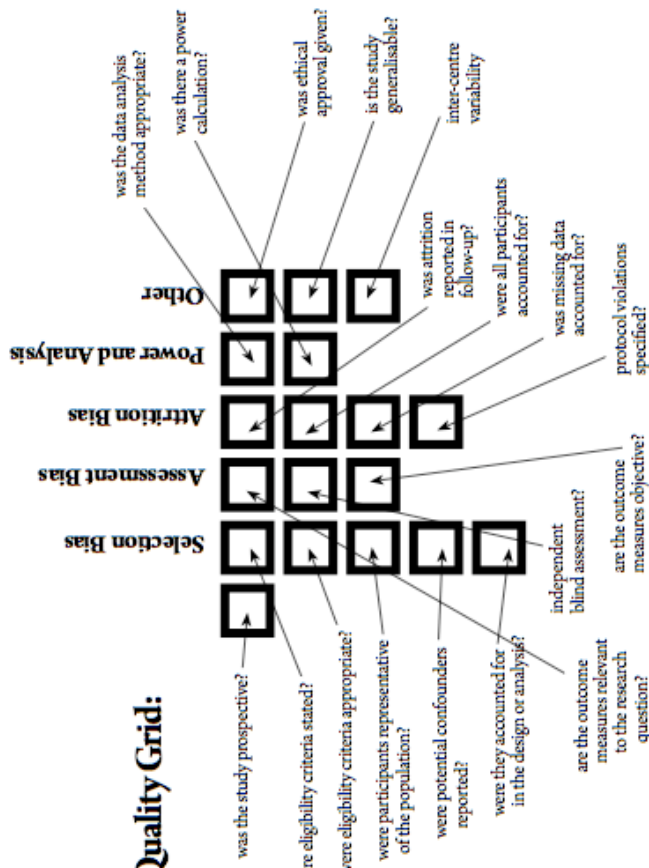 Quality Grid:
was the study prospective?
re eligibility criteria stated?
vere eligibility criteria appropriate?
were participants representative
of the population?
were potential confounders
reported?
were they accounted for
in the design or analysis?
Selection Bias
Assessment Bias
Attrition Bias
Power and Analysis
Other
are the outcome
measures relevant
to the research
question?
independent
blind assessment?
are the outcome
measures objective?
was attrition
reported in
follow-up?
were all participants
accounted for?
was missing data
accounted for?
protocol violations
specified?
was the data analysis
method appropriate?
was there a power
calculation?
was ethical
approval given?
is the study
generalisable?
inter-centre
variability